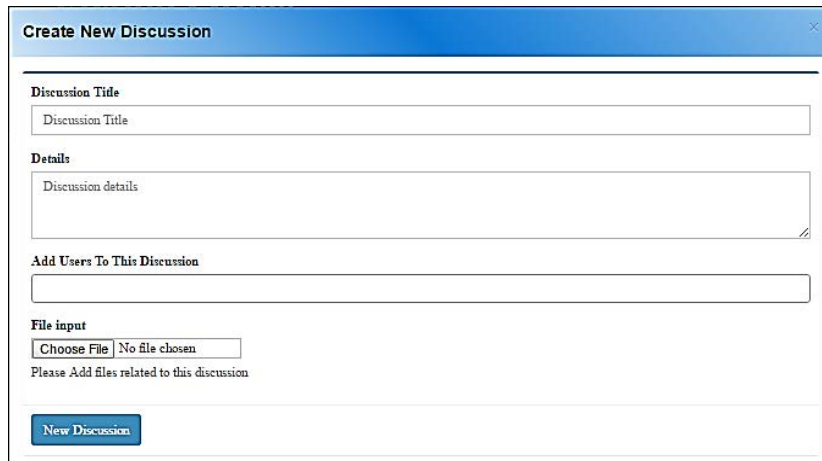 Create New Discussion
×
Discussion Title
Discussion Title
Details
Discussion details
Add Users To This Discussion
File input
Choose File No file chosen
Please Add files related to this discussion
New Discussion